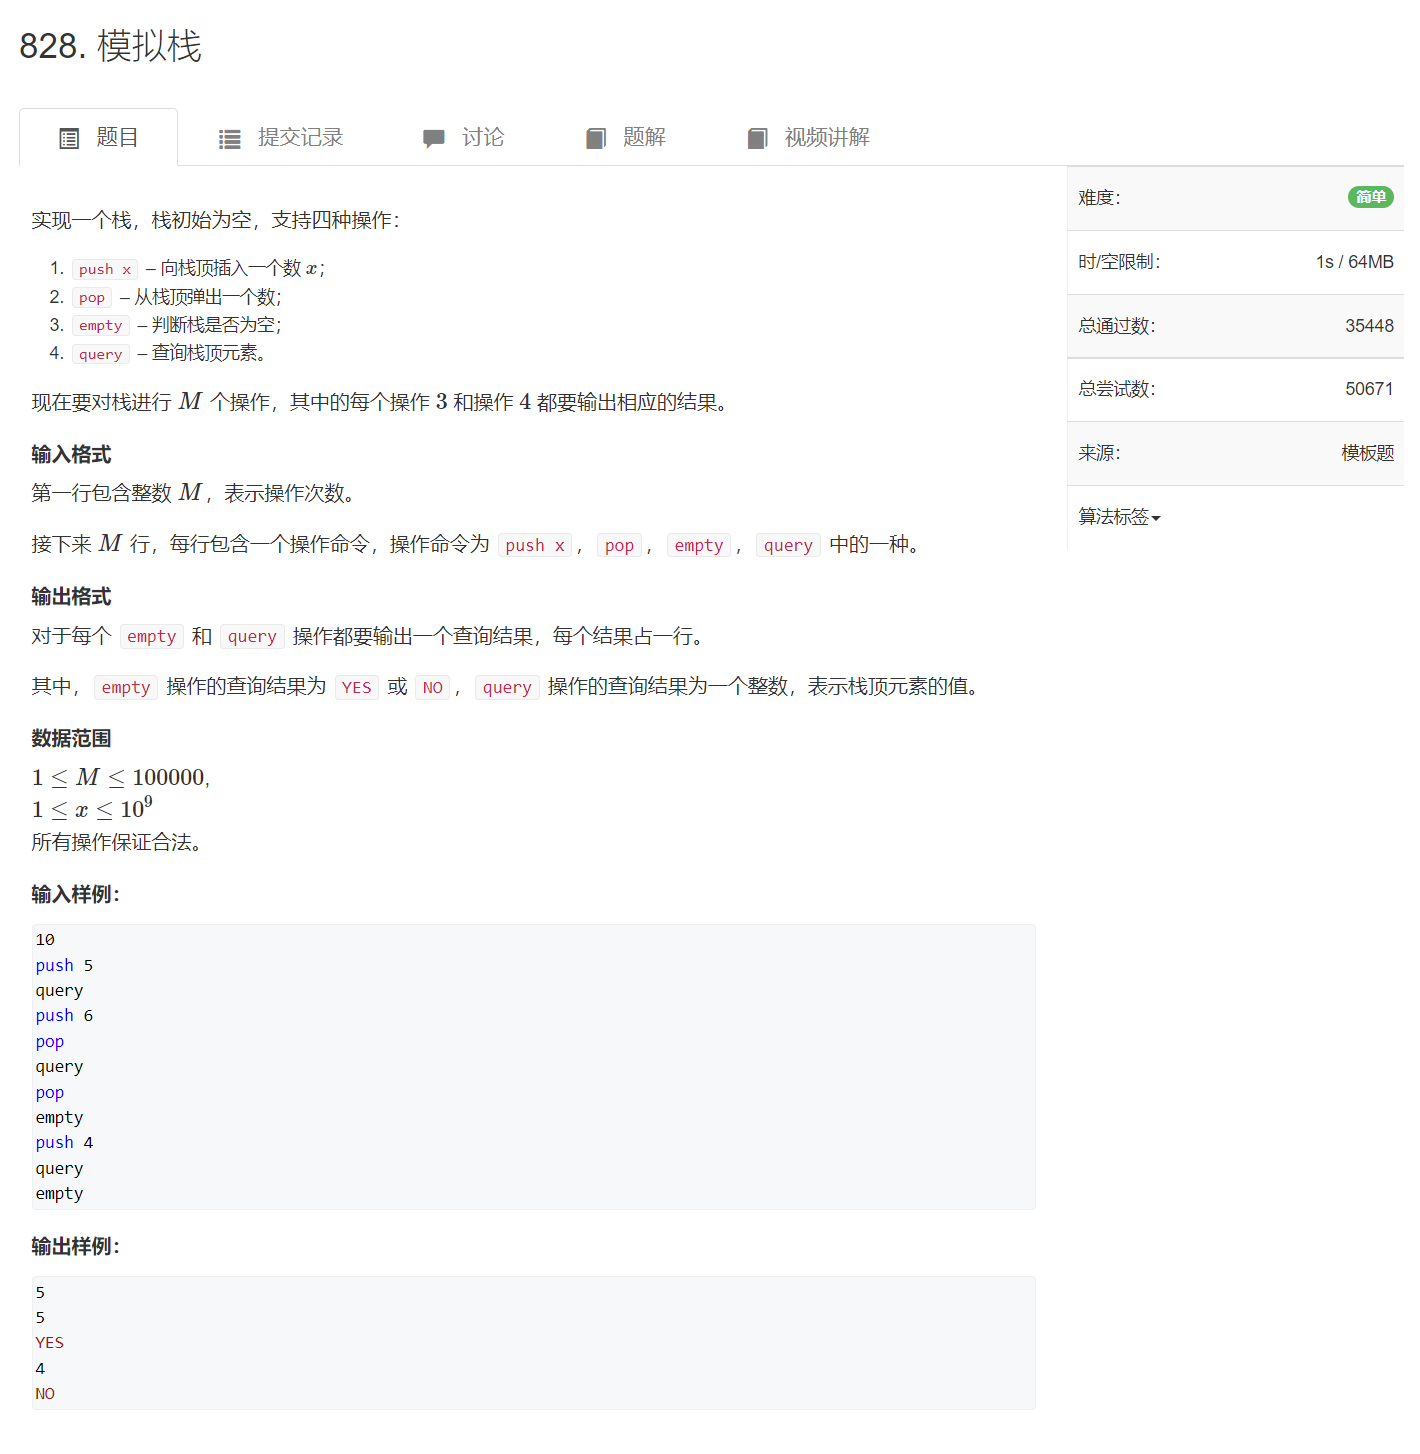 828. 模拟栈
题目 提交记录 讨论 题解 视频讲解
实现一个栈，栈初始为空，支持四种操作：
1. push x – 向栈顶插入一个数 x；
2. pop – 从栈顶弹出一个数；
3. empty – 判断栈是否为空；
4. query – 查询栈顶元素。
现在要对栈进行 M 个操作，其中的每个操作 3 和操作 4 都要输出相应的结果。
输入格式
第一行包含整数 M，表示操作次数。
接下来 M 行，每行包含一个操作命令，操作命令为 push x，pop，empty，query 中的一种。
输出格式
对于每个 empty 和 query 操作都要输出一个查询结果，每个结果占一行。
其中，empty 操作的查询结果为 YES 或 NO，query 操作的查询结果为一个整数，表示栈顶元素的值。
数据范围
1 ≤ M ≤ 100000,
1 ≤ x ≤ 10⁹
所有操作保证合法。
输入样例：
10
push 5
query
push 6
pop
query
pop
empty
push 4
query
empty
输出样例：
5
5
YES
4
NO
难度： 简单
时/空限制： 1s / 64MB
总通过数： 35448
总尝试数： 50671
来源： 模板题
算法标签